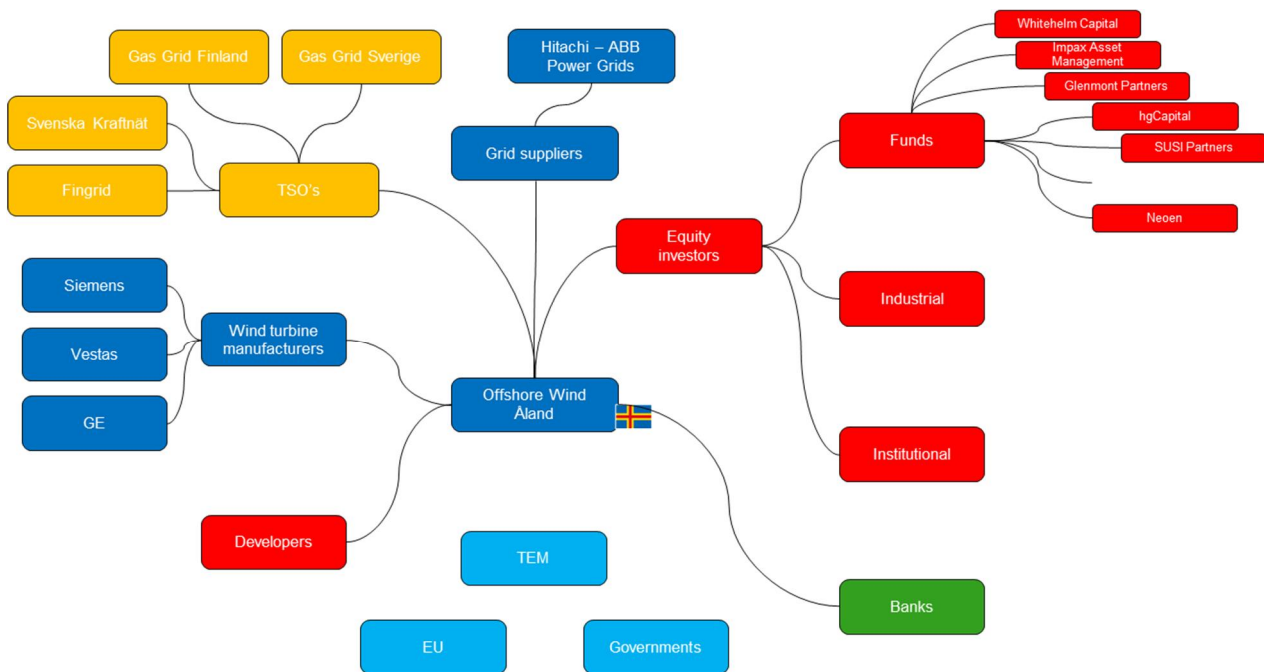 Whitehelm Capital
Impax Asset
Management
Glenmont Partners
hgCapital
SUSI Partners
Neoen
Gas Grid Finland
Gas Grid Sverige
Hitachi – ABB
Power Grids
Svenska Kraftnät
Fingrid
TSO's
Grid suppliers
Funds
Equity
investors
Siemens
Vestas
GE
Wind turbine
manufacturers
Offshore Wind
Åland
Industrial
Institutional
Developers
TEM
EU
Governments
Banks